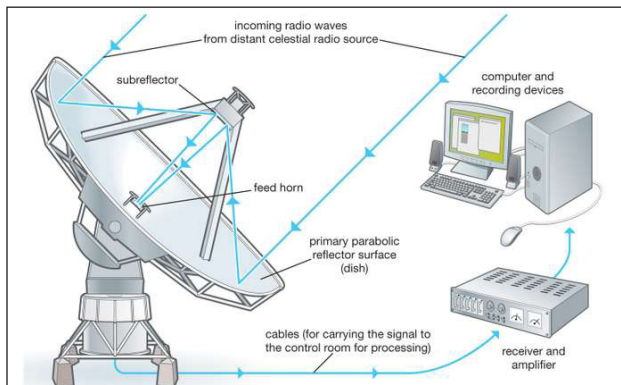 incoming radio waves
from distant celestial radio source
subreflector
computer and
recording devices
feed horn
primary parabolic
reflector surface
(dish)
cables (for carrying the signal to
the control room for processing)
receiver and
amplifier